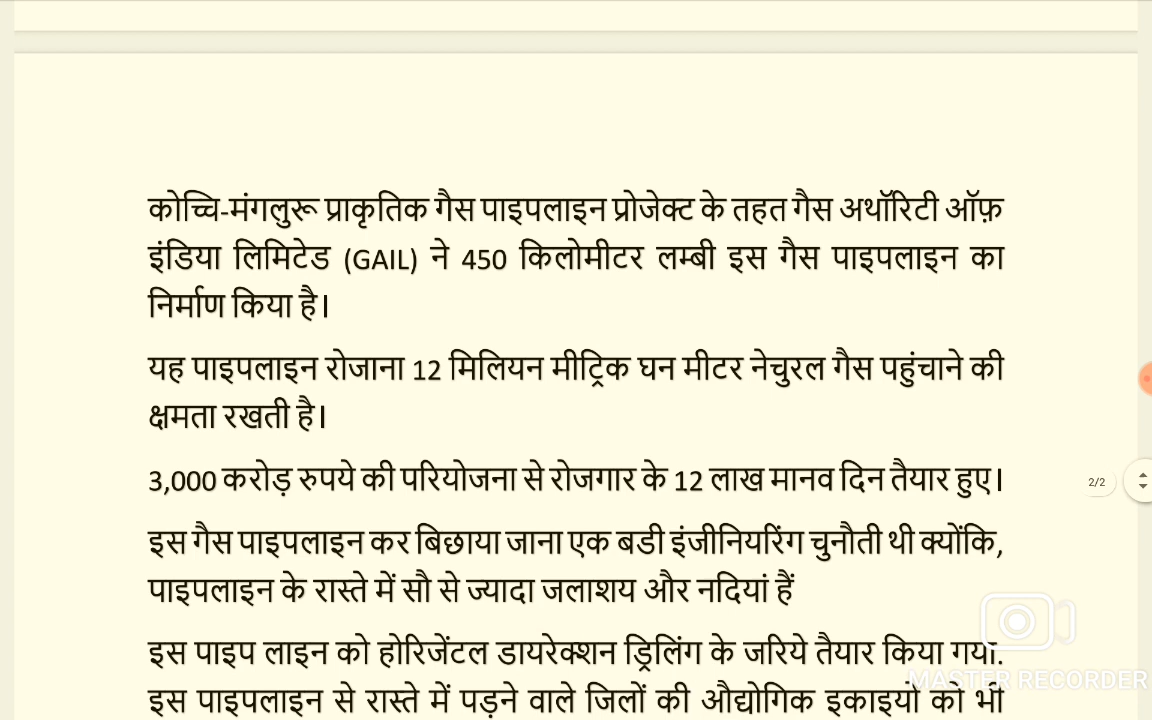 कोच्चि-मंगलुरू प्राकृतिक गैस पाइपलाइन प्रोजेक्ट के तहत गैस अथॉरिटी ऑफ़
इंडिया लिमिटेड (GAIL) ने 450 किलोमीटर लम्बी इस गैस पाइपलाइन का
निर्माण किया है।
यह पाइपलाइन रोजाना 12 मिलियन मीट्रिक घन मीटर नेचुरल गैस पहुंचाने की
क्षमता रखती है।
3,000 करोड़ रुपये की परियोजना से रोजगार के 12 लाख मानव दिन तैयार हुए।
2/2
इस गैस पाइपलाइन कर बिछाया जाना एक बडी इंजीनियरिंग चुनौती थी क्योंकि,
पाइपलाइन के रास्ते में सौ से ज्यादा जलाशय और नदियां हैं
इस पाइप लाइन को होरिजेंटल डायरेक्शन ड्रिलिंग के जरिये तैयार किया गया.
MASTER RECORDER
इस पाइपलाइन से रास्ते में पड़ने वाले जिलों की औद्योगिक इकाइयों को भी